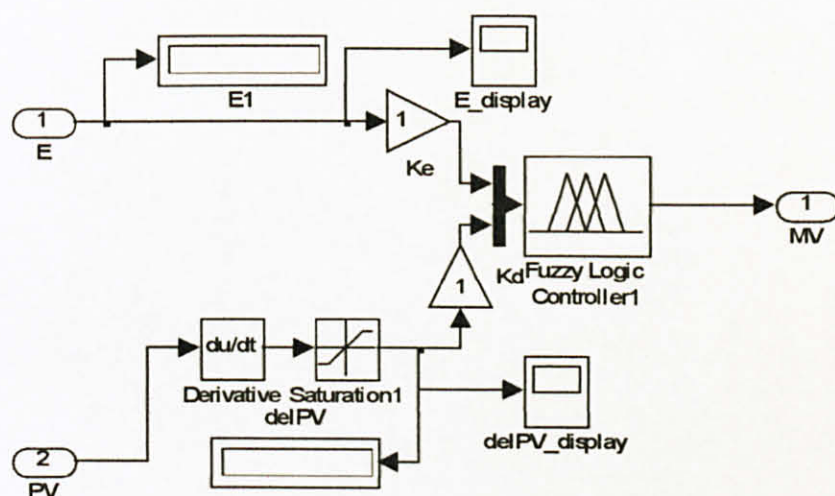 E1
E_display
1
E
1
Ke
1
MV
Kd
Fuzzy Logic
Controller1
1
du/dt
Derivative
Saturation1
delPV
delPV_display
2
PV